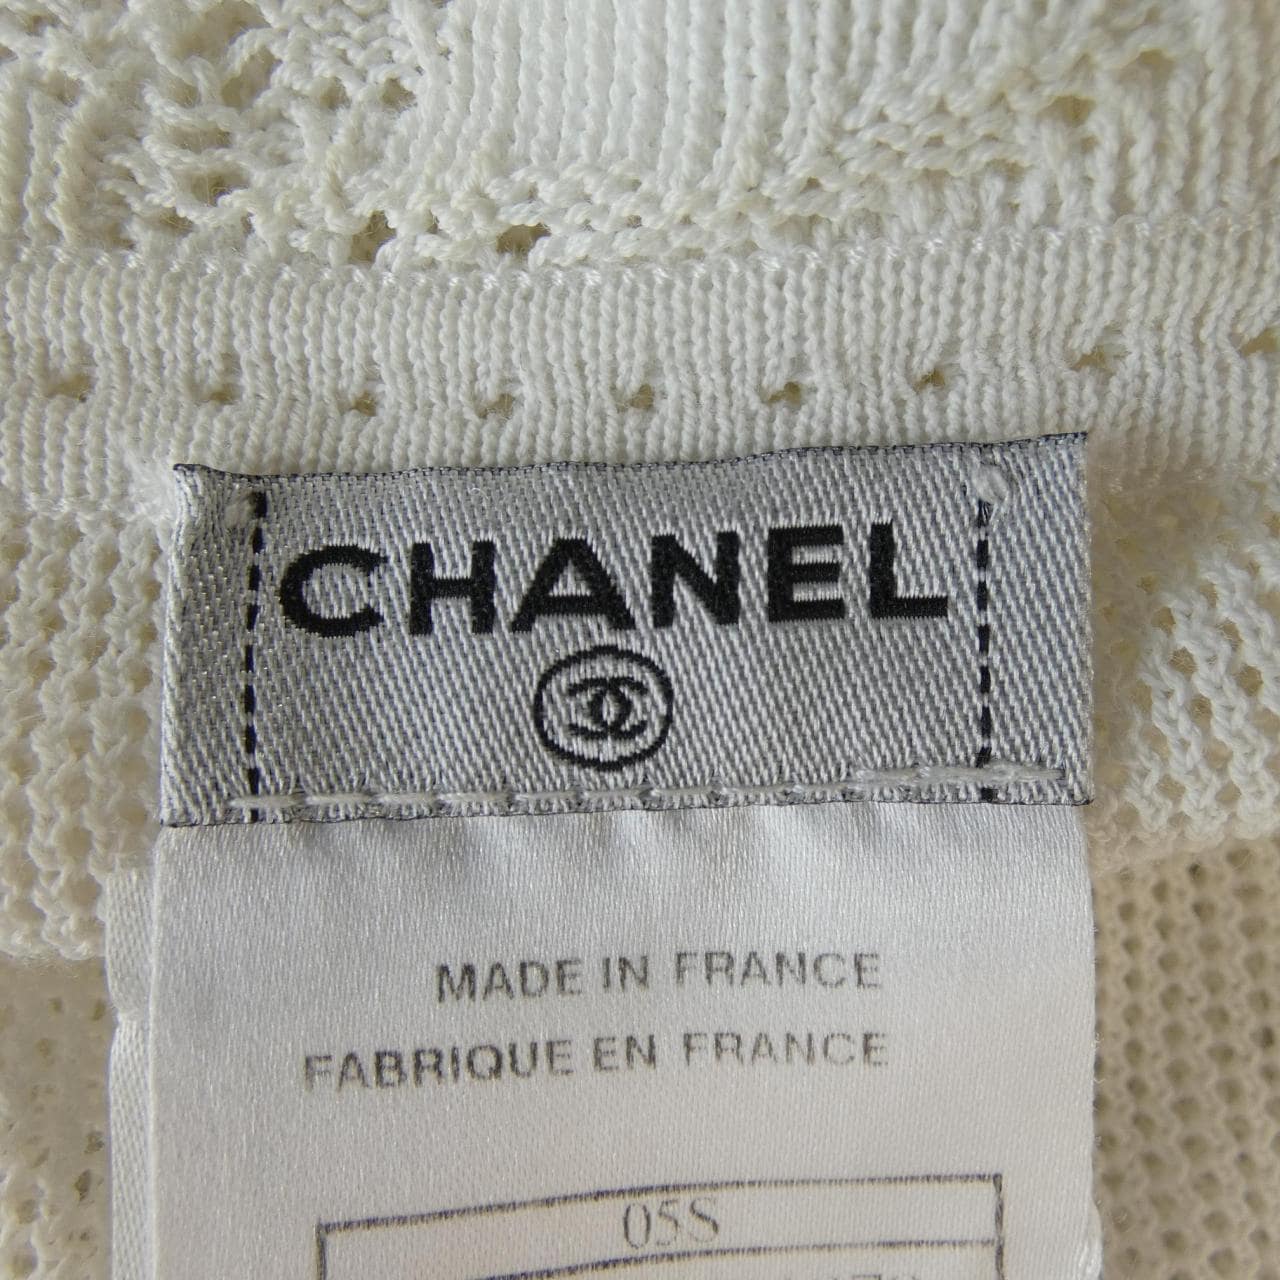 CHANEL
MADE IN FRANCE
FABRIQUE EN FRANCE
05S